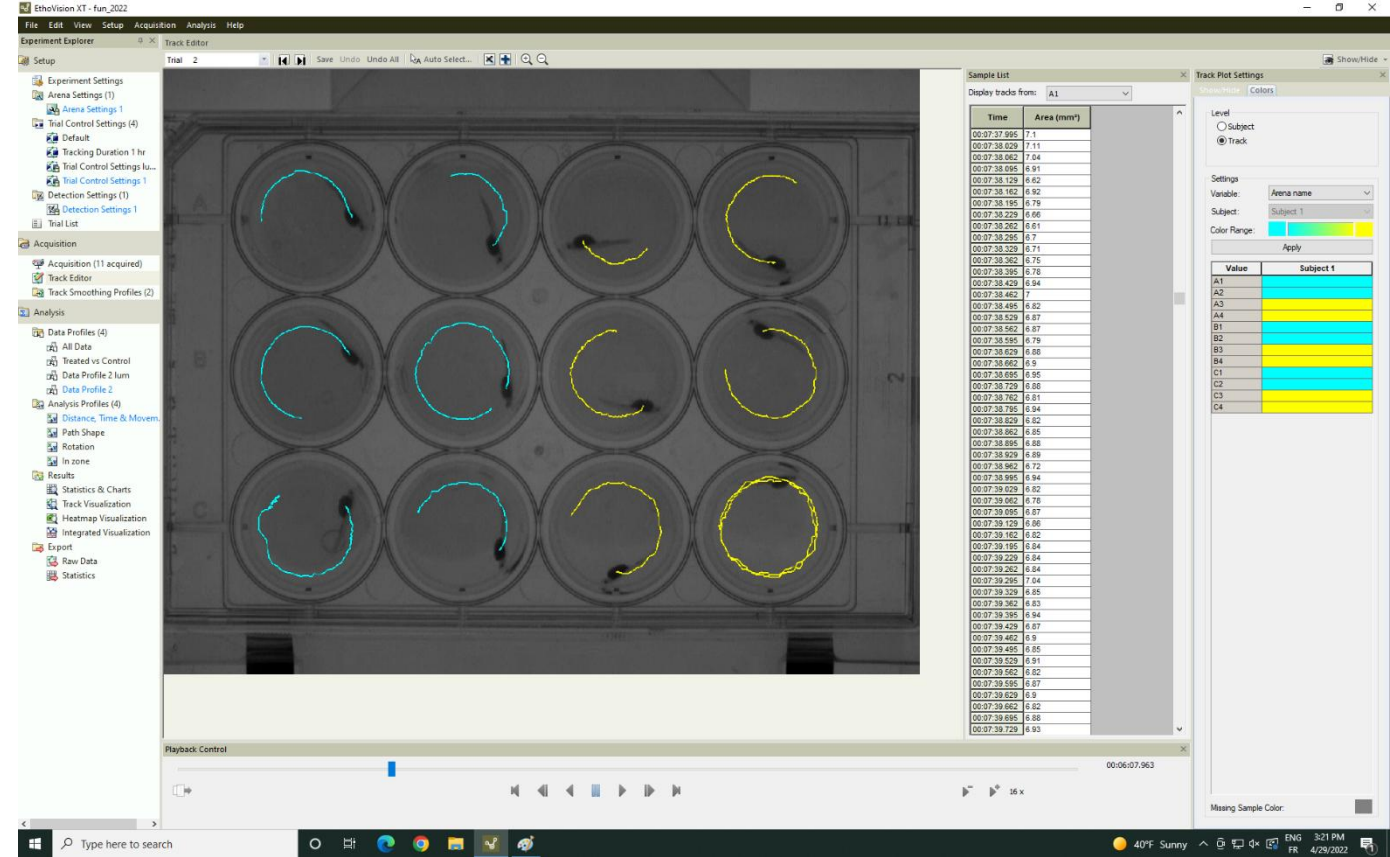 EthoVision XT - fun_2022
File Edit View Setup Acquisition Analysis Help
Experiment Explorer
Track Editor
Setup
Trial 2
Save Undo Undo All Auto Select...
Show/Hide
Experiment Settings
Arena Settings (1)
Arena Settings 1
Trial Control Settings (4)
Default
Tracking Duration 1 hr
Trial Control Settings lu...
Trial Control Settings 1
Detection Settings (1)
Detection Settings 1
Trial List
Acquisition
Acquisition (11 acquired)
Track Editor
Track Smoothing Profiles (2)
Analysis
Data Profiles (4)
All Data
Treated vs Control
Data Profile 2 lum
Data Profile 2
Analysis Profiles (4)
Distance, Time & Movem.
Path Shape
Rotation
In zone
Results
Statistics & Charts
Track Visualization
Heatmap Visualization
Integrated Visualization
Export
Raw Data
Statistics
A
B
C
2
Sample List
Display tracks from: A1
Time Area (mm²)
00:07:37.995 7.1
00:07:38.029 7.11
00:07:38.062 7.04
00:07:38.095 6.91
00:07:38.129 6.62
00:07:38.162 6.92
00:07:38.195 6.79
00:07:38.229 6.66
00:07:38.262 6.61
00:07:38.295 6.7
00:07:38.329 6.71
00:07:38.362 6.75
00:07:38.395 6.78
00:07:38.429 6.94
00:07:38.462 7
00:07:38.495 6.82
00:07:38.529 6.87
00:07:38.562 6.87
00:07:38.595 6.79
00:07:38.629 6.88
00:07:38.662 6.9
00:07:38.695 6.95
00:07:38.729 6.88
00:07:38.762 6.81
00:07:38.795 6.94
00:07:38.829 6.82
00:07:38.862 6.85
00:07:38.895 6.88
00:07:38.929 6.89
00:07:38.962 6.72
00:07:38.995 6.94
00:07:39.029 6.82
00:07:39.062 6.78
00:07:39.095 6.87
00:07:39.129 6.86
00:07:39.162 6.82
00:07:39.195 6.84
00:07:39.229 6.84
00:07:39.262 6.84
00:07:39.295 7.04
00:07:39.329 6.85
00:07:39.362 6.83
00:07:39.395 6.94
00:07:39.429 6.87
00:07:39.462 6.9
00:07:39.495 6.85
00:07:39.529 6.91
00:07:39.562 6.82
00:07:39.595 6.87
00:07:39.629 6.9
00:07:39.662 6.82
00:07:39.695 6.88
00:07:39.729 6.93
Track Plot Settings
Show/Hide Colors
Level
Subject
Track
Settings
Variable: Arena name
Subject: Subject 1
Color Range:
Apply
Value Subject 1
A1
A2
A3
A4
B1
B2
B3
B4
C1
C2
C3
C4
Missing Sample Color:
Playback Control
00:06:07.963
16 x
Type here to search
40°F Sunny
ENG
FR
3:21 PM
4/29/2022